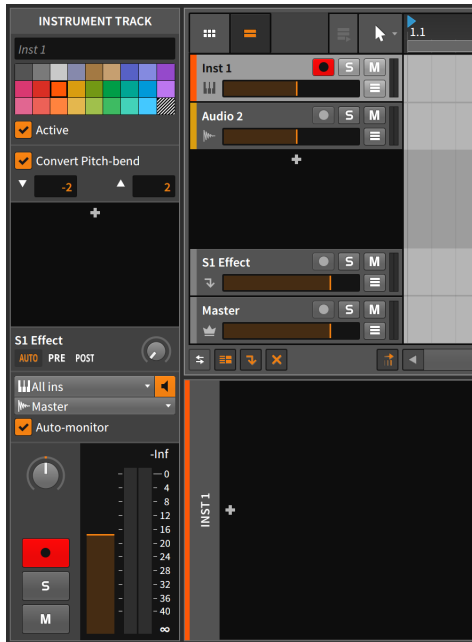 INSTRUMENT TRACK
Inst 1
Active
Convert Pitch-bend
-2
2
S1 Effect
AUTO PRE POST
All ins
Master
Auto-monitor
-Inf
0
4
8
12
16
20
24
28
32
36
40
∞
S
M
1.1
Inst 1
S M
Audio 2
S M
S1 Effect
S M
Master
S M
INST 1